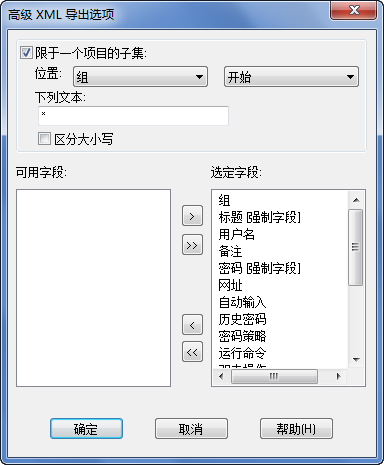 高级 XML 导出选项
限于一个项目的子集:
位置: 组 开始
下列文本:
*
区分大小写
可用字段: 选定字段:
组
标题 [强制字段]
用户名
备注
密码 [强制字段]
网址
自动输入
历史密码
密码策略
运行命令
双击操作
>
>>
<
<<
确定 取消 帮助(H)